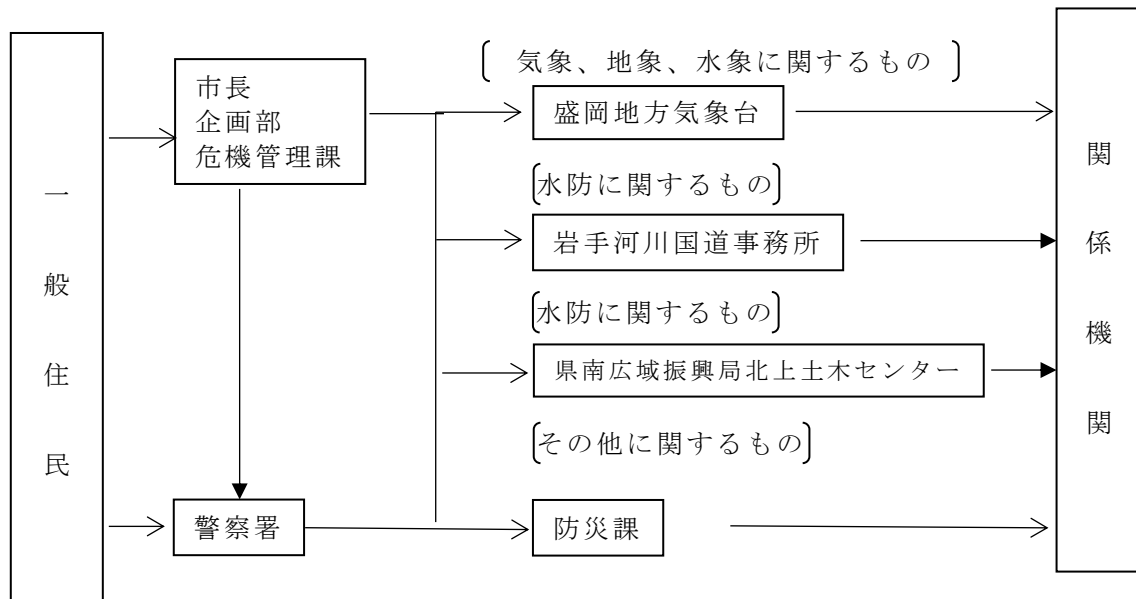 一般住民
市長
企画部
危機管理課
警察署
〔気象、地象、水象に関するもの〕
盛岡地方気象台
〔水防に関するもの〕
岩手河川国道事務所
〔水防に関するもの〕
県南広域振興局北上土木センター
〔その他に関するもの〕
防災課
関係機関